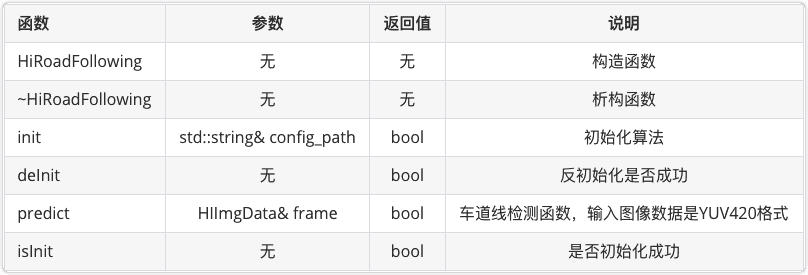 函数 参数 返回值 说明
HiRoadFollowing 无 无 构造函数
~HiRoadFollowing 无 无 析构函数
init std::string& config_path bool 初始化算法
deInit 无 bool 反初始化是否成功
predict HIImgData& frame bool 车道线检测函数，输入图像数据是YUV420格式
isInit 无 bool 是否初始化成功